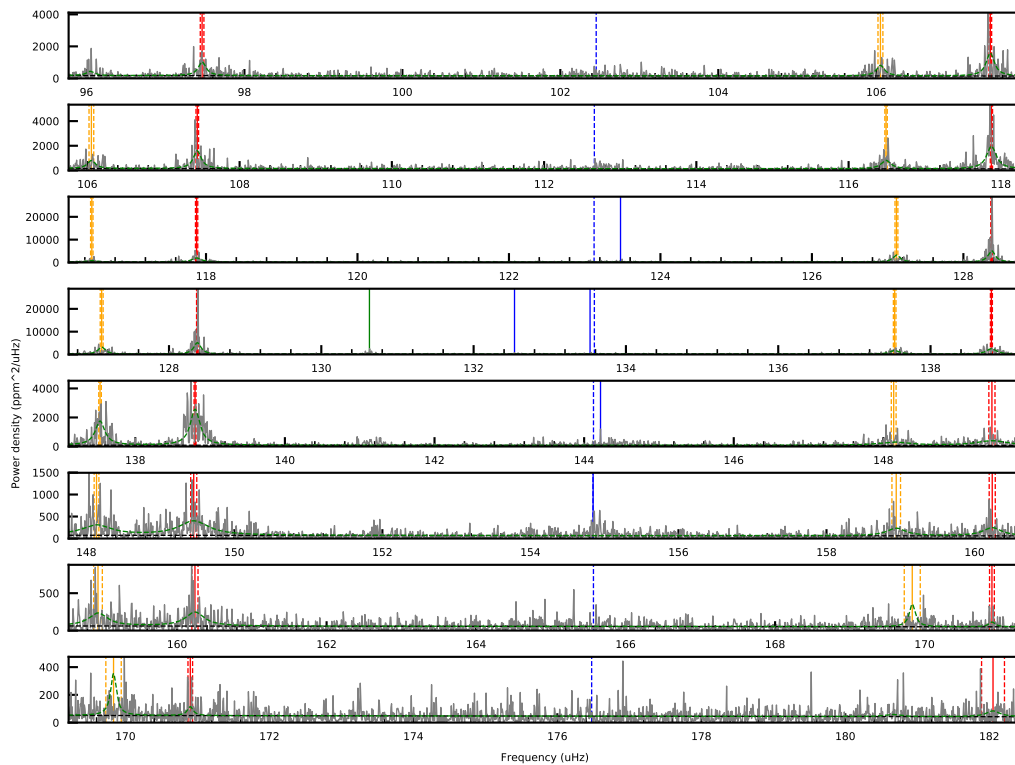 4000
2000
0
96 98 100 102 104 106
4000
2000
0
106 108 110 112 114 116 118
20000
10000
0
118 120 122 124 126 128
20000
10000
0
128 130 132 134 136 138
4000
2000
0
138 140 142 144 146 148
1500
1000
500
0
148 150 152 154 156 158 160
500
0
160 162 164 166 168 170
400
200
0
170 172 174 176 178 180 182
Power density (ppm^2/uHz)
Frequency (uHz)